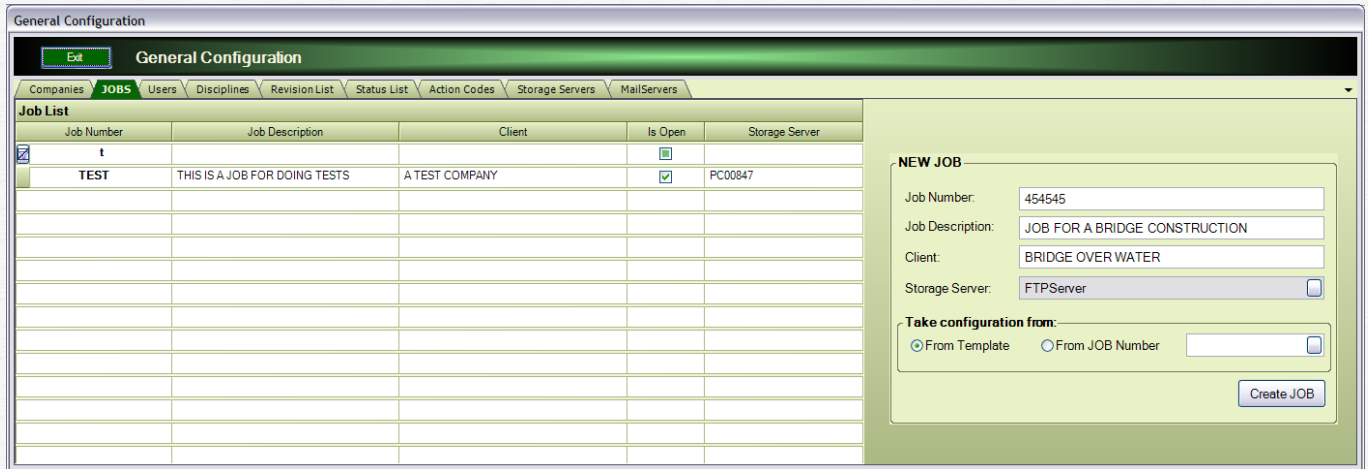 General Configuration
Exit General Configuration
Companies JOBS Users Disciplines Revision List Status List Action Codes Storage Servers MailServers
Job List
Job Number Job Description Client Is Open Storage Server
t
TEST THIS IS A JOB FOR DOING TESTS A TEST COMPANY PC00847
NEW JOB
Job Number: 454545
Job Description: JOB FOR A BRIDGE CONSTRUCTION
Client: BRIDGE OVER WATER
Storage Server: FTPServer
Take configuration from:
From Template From JOB Number
Create JOB